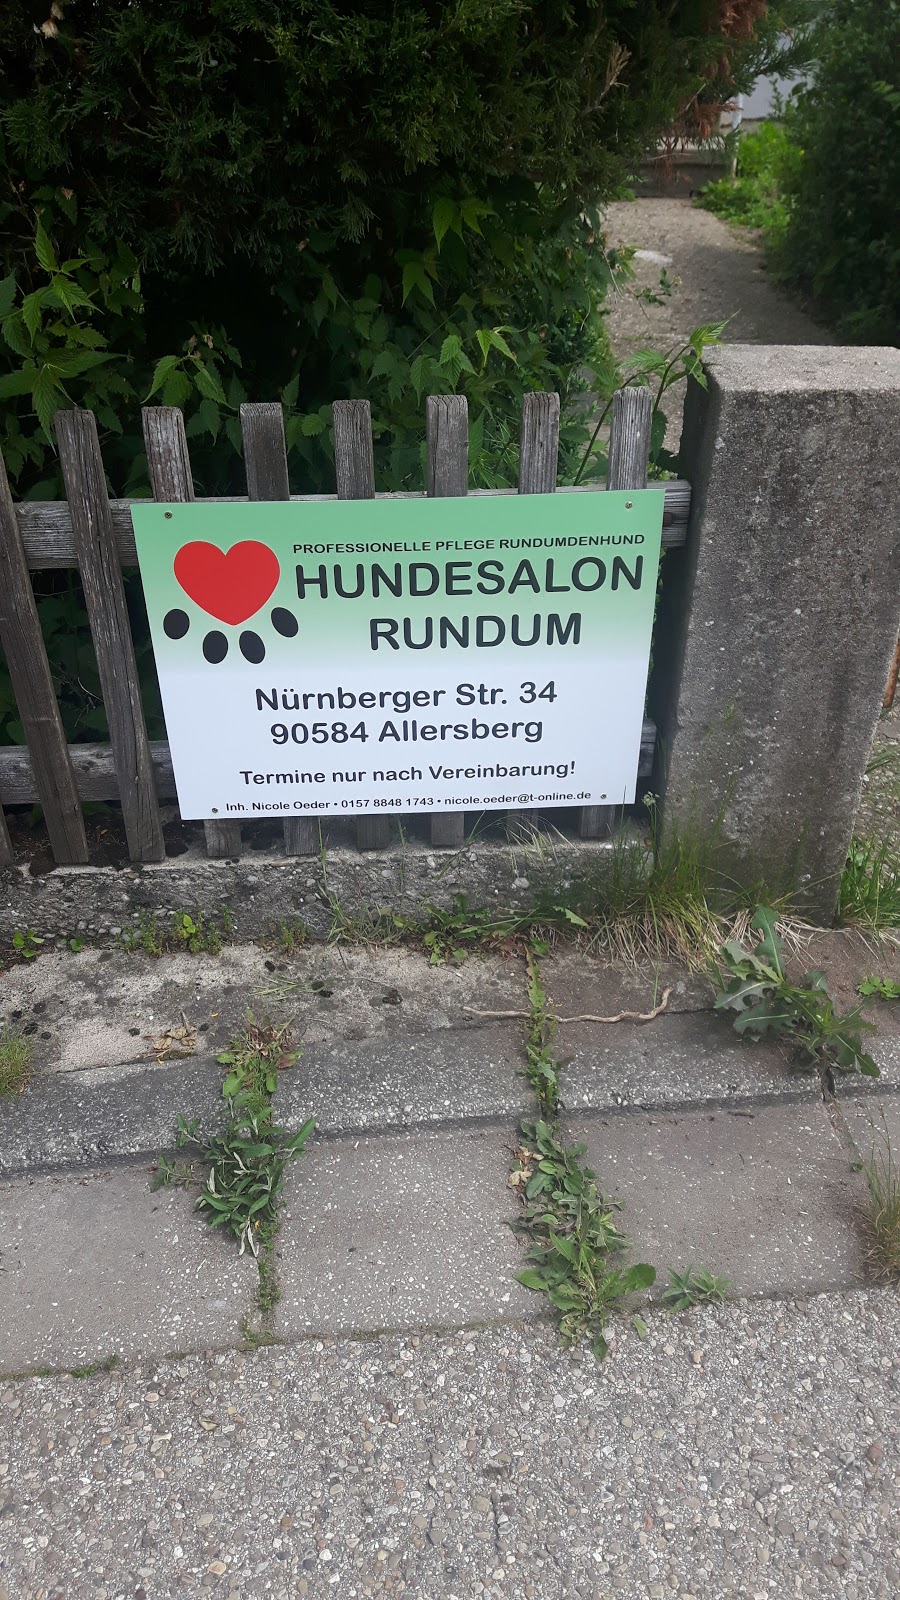 PROFESSIONELLE PFLEGE RUNDUMDENHUND
HUNDESALON
RUNDUM
Nürnberger Str. 34
90584 Allersberg
Termine nur nach Vereinbarung!
Inh. Nicole Oeder • 0157 8848 1743 • nicole.oeder@t-online.de